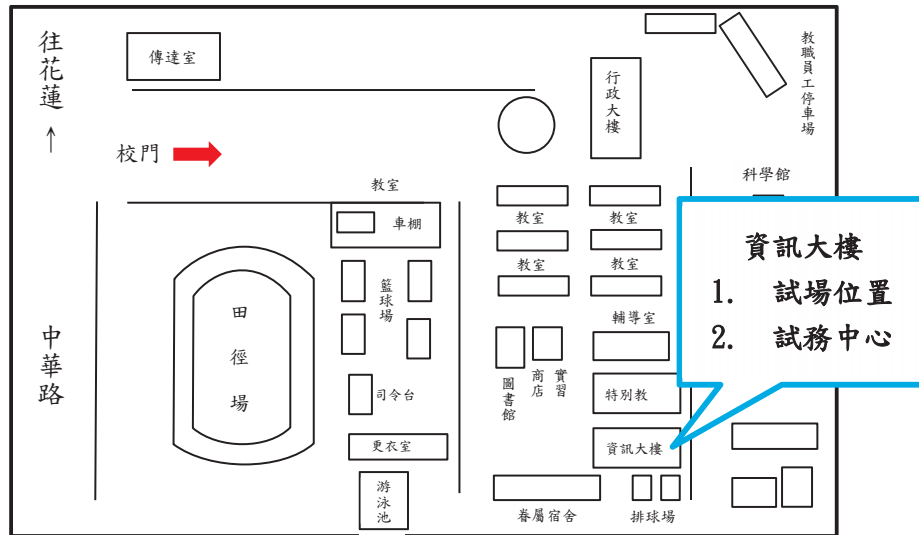 往花蓮
↑
中華路
傳達室
校門
行政大樓
教職員工停車場
科學館
教室
車棚
籃球場
田徑場
司令台
更衣室
游泳池
教室
教室
教室
教室
輔導室
圖書館
商店
實習
特別教
資訊大樓
眷屬宿舍
排球場
資訊大樓
1. 試場位置
2. 試務中心